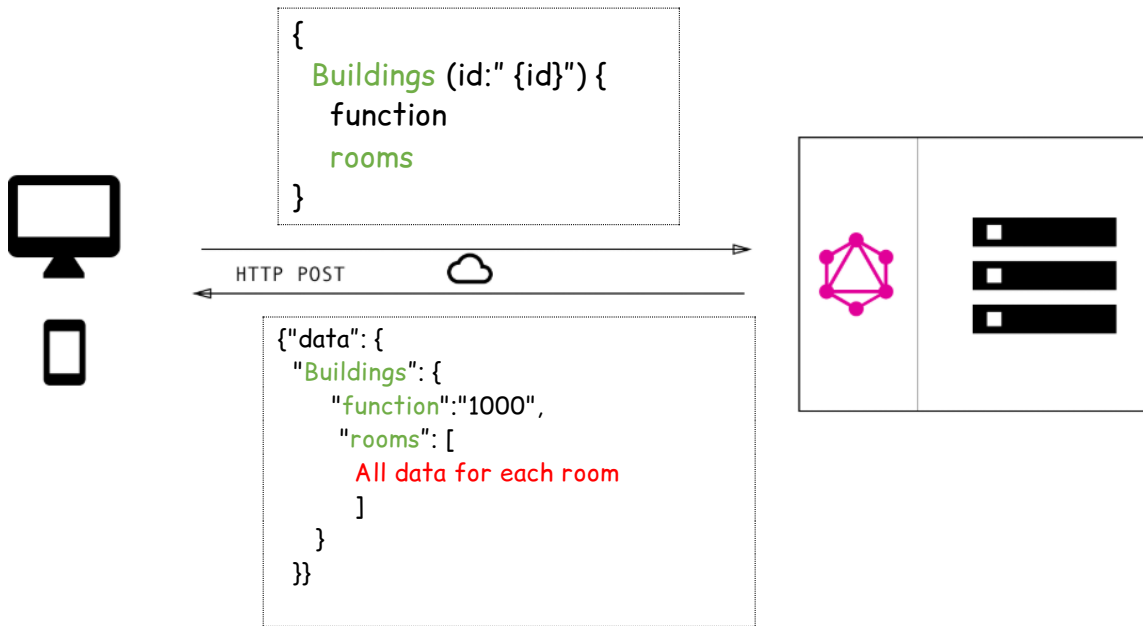 {
Buildings (id:” {id}”) {
function
rooms
}
HTTP POST
{"data”: {
"Buildings”: {
"function”:"1000”,
"rooms”: [
All data for each room
]
}
}}